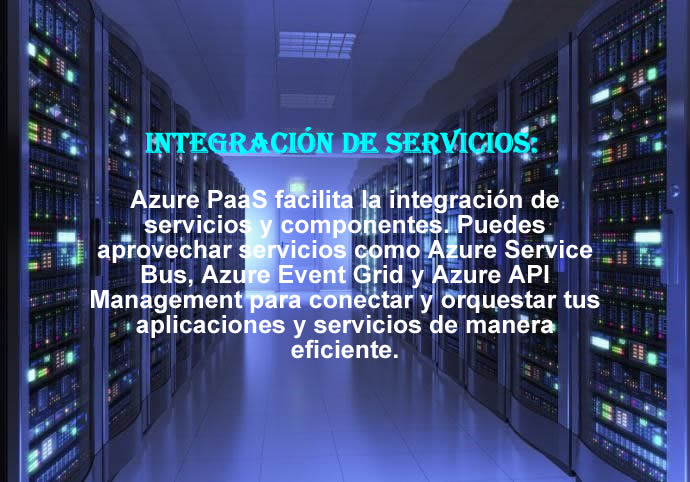 INTEGRACIÓN DE SERVICIOS:
Azure PaaS facilita la integración de
servicios y componentes. Puedes
aprovechar servicios como Azure Service
Bus, Azure Event Grid y Azure API
Management para conectar y orquestar tus
aplicaciones y servicios de manera
eficiente.